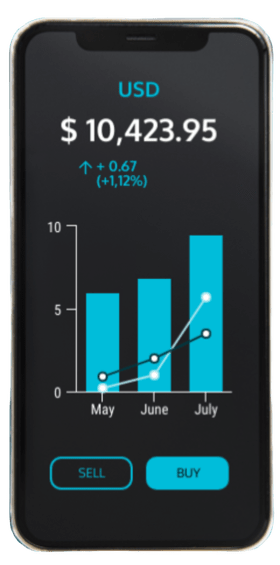 USD
$ 10,423.95
↑ + 0.67
(+1,12%)
10
5
0
May June July
SELL BUY